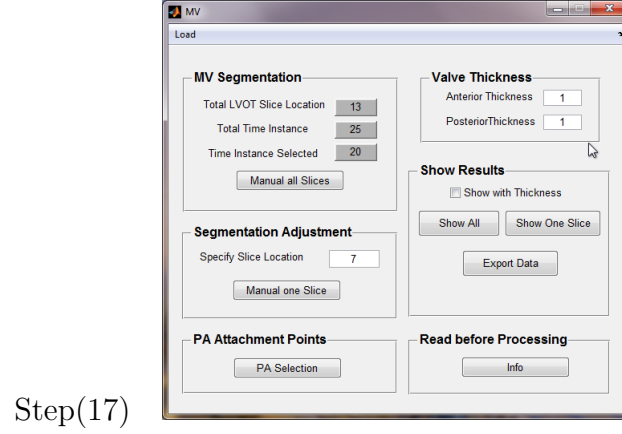 MV
Load
MV Segmentation
Total LVOT Slice Location 13
Total Time Instance 25
Time Instance Selected 20
Manual all Slices
Segmentation Adjustment
Specify Slice Location 7
Manual one Slice
PA Attachment Points
PA Selection
Valve Thickness
Anterior Thickness 1
PosteriorThickness 1
Show Results
Show with Thickness
Show All Show One Slice
Export Data
Read before Processing
Info
Step(17)